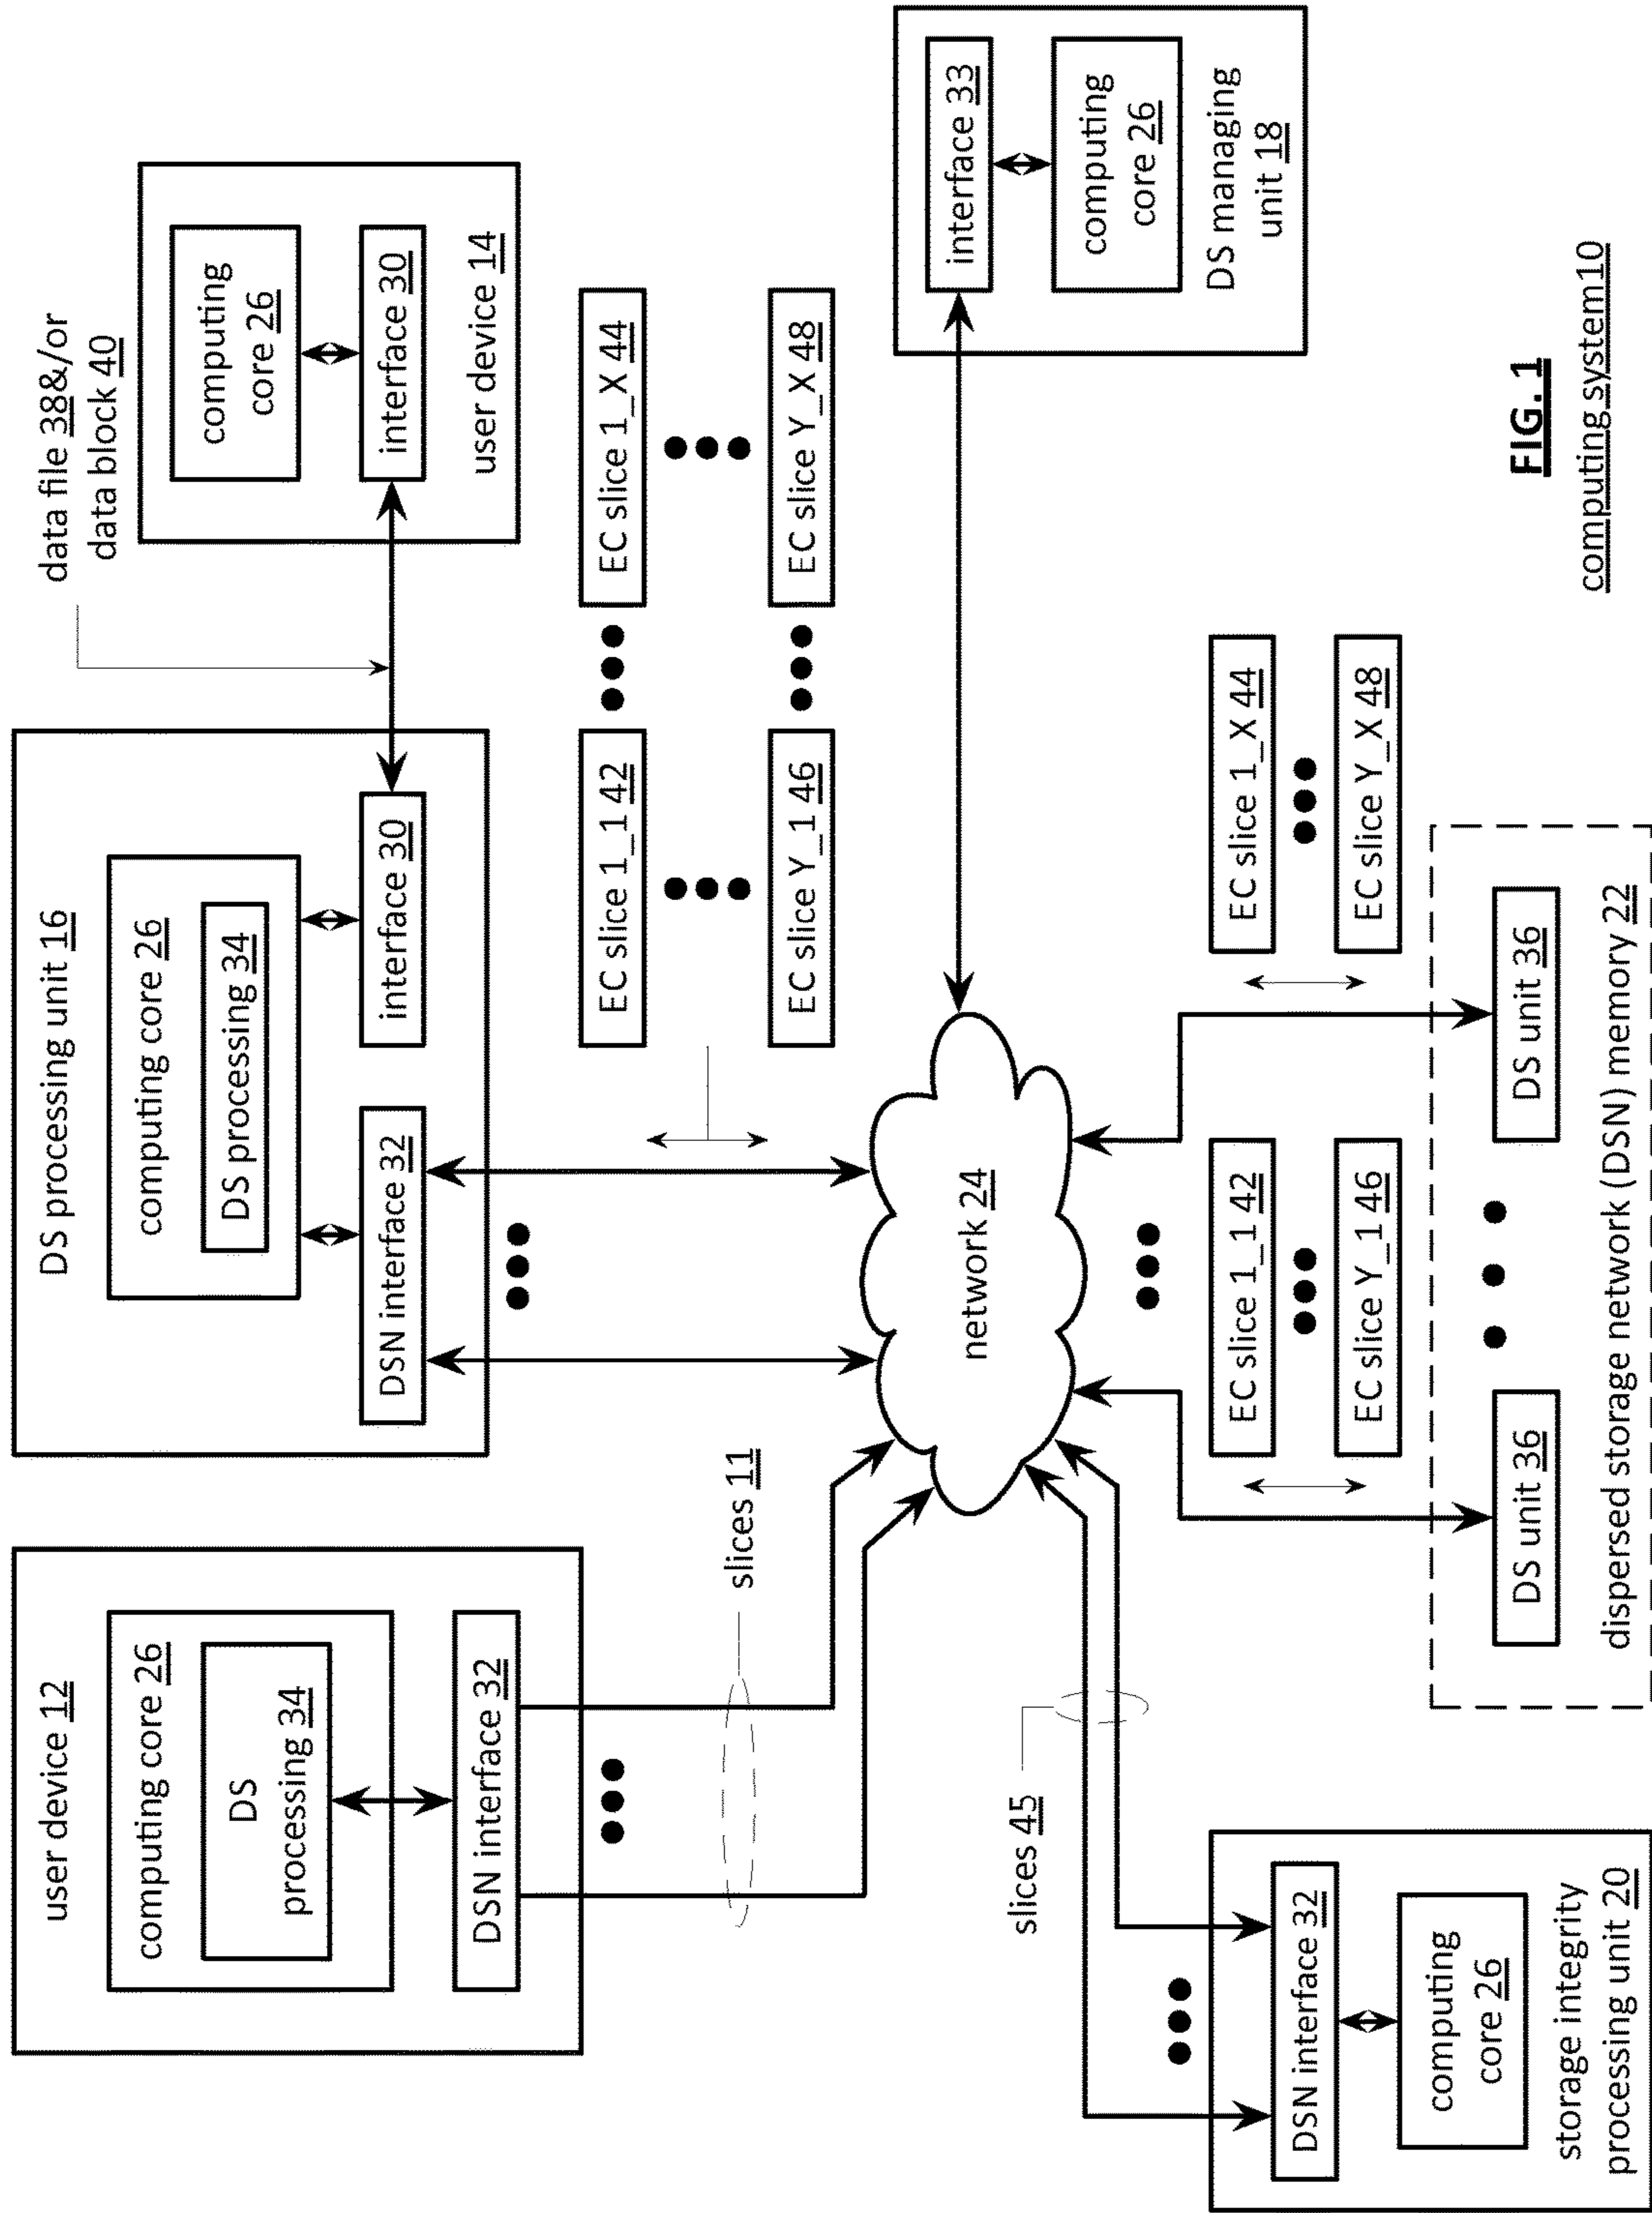 user device 12
computing core 26
DS
processing 34
DSN interface 32
slices 11
DS processing unit 16
computing core 26
DS processing 34
DSN interface 32
interface 30
data file 38&/or
data block 40
computing
core 26
interface 30
user device 14
EC slice 1_1 42
EC slice 1_X 44
EC slice Y_1 46
EC slice Y_X 48
network 24
interface 33
computing
core 26
DS managing
unit 18
slices 45
DSN interface 32
computing
core 26
storage integrity
processing unit 20
EC slice 1_1 42
EC slice Y_1 46
EC slice 1_X 44
EC slice Y_X 48
DS unit 36
DS unit 36
dispersed storage network (DSN) memory 22
FIG. 1
computing system10